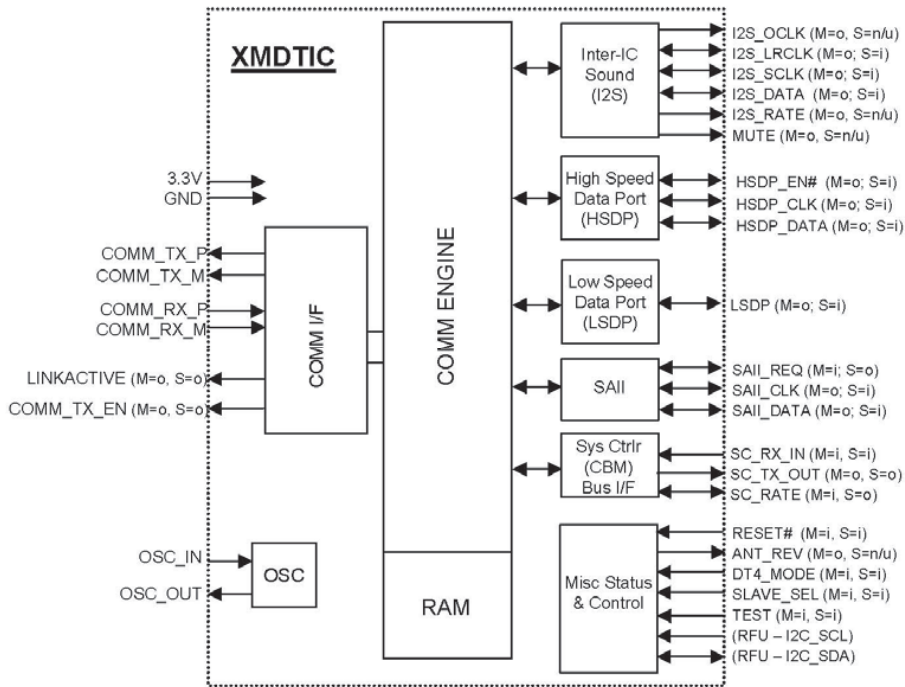 XMDTIC
3.3V
GND
COMM_TX_P
COMM_TX_M
COMM_RX_P
COMM_RX_M
LINKACTIVE (M=o, S=o)
COMM_TX_EN (M=o, S=o)
OSC_IN
OSC_OUT
COMM I/F
OSC
COMM ENGINE
RAM
Inter-IC
Sound
(I2S)
I2S_OCLK (M=o, S=n/u)
I2S_LRCLK (M=o; S=i)
I2S_SCLK (M=o; S=i)
I2S_DATA (M=o; S=i)
I2S_RATE (M=o, S=n/u)
MUTE (M=o, S=n/u)
High Speed
Data Port
(HSDP)
HSDP_EN# (M=o; S=i)
HSDP_CLK (M=o; S=i)
HSDP_DATA (M=o; S=i)
Low Speed
Data Port
(LSDP)
LSDP (M=o; S=i)
SAII
SAII_REQ (M=i; S=o)
SAII_CLK (M=o; S=i)
SAII_DATA (M=o; S=i)
Sys Ctrlr
(CBM)
Bus I/F
SC_RX_IN (M=i, S=i)
SC_TX_OUT (M=o, S=o)
SC_RATE (M=i, S=o)
Misc Status
& Control
RESET# (M=i, S=i)
ANT_REV (M=o, S=n/u)
DT4_MODE (M=i, S=i)
SLAVE_SEL (M=i, S=i)
TEST (M=i, S=i)
(RFU – I2C_SCL)
(RFU – I2C_SDA)